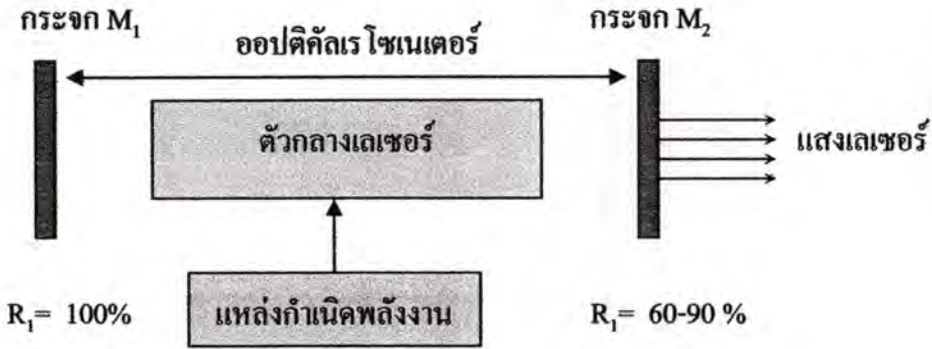 กระจก M₁
กระจก M₂
ออปติคัลเรโซเนเตอร์
ตัวกลางเลเซอร์
แสงเลเซอร์
แหล่งกำเนิดพลังงาน
R₁= 100%
R₁= 60-90 %